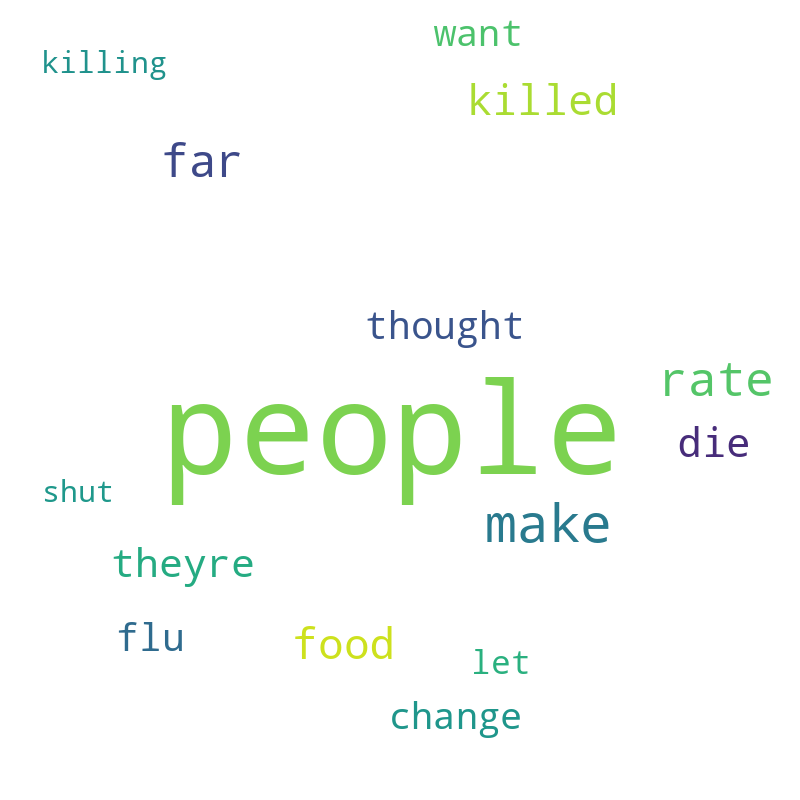 want
killing
killed
far
thought
rate
people
die
shut
make
theyre
flu
food
let
change